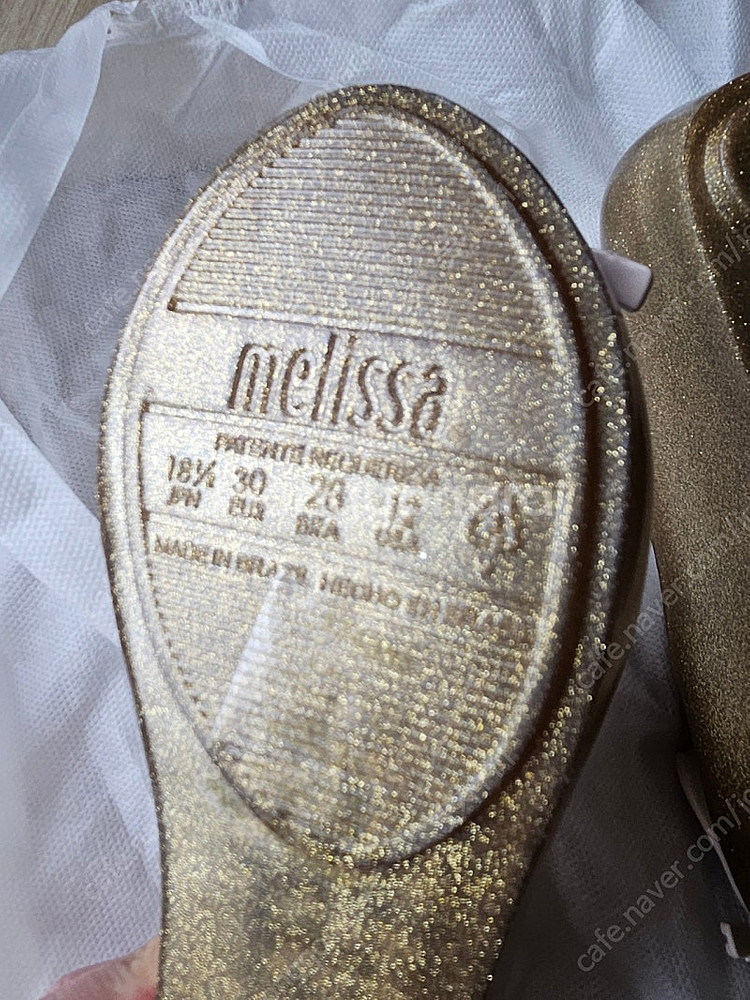 melissa
PATENTE REQUERIDA
18½ 30 28 12
JPN EUR BRA USA
MADE IN BRAZIL HECHO EN BRASIL
cafe.naver.com